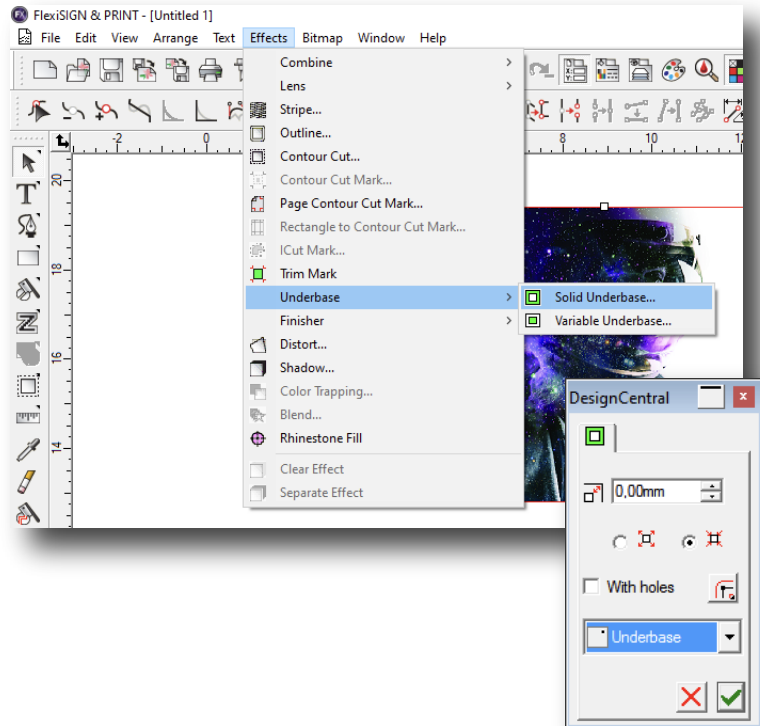 FlexiSIGN & PRINT - [Untitled 1]
File Edit View Arrange Text Effects Bitmap Window Help
Combine
Lens
Stripe...
Outline...
Contour Cut...
Contour Cut Mark...
Page Contour Cut Mark...
Rectangle to Contour Cut Mark...
ICut Mark...
Trim Mark
Underbase
Solid Underbase...
Variable Underbase...
Finisher
Distort...
Shadow...
Color Trapping...
Blend...
Rhinestone Fill
Clear Effect
Separate Effect
-2 0 8 10 12
20
18
16
14
DesignCentral
0,00mm
With holes
Underbase